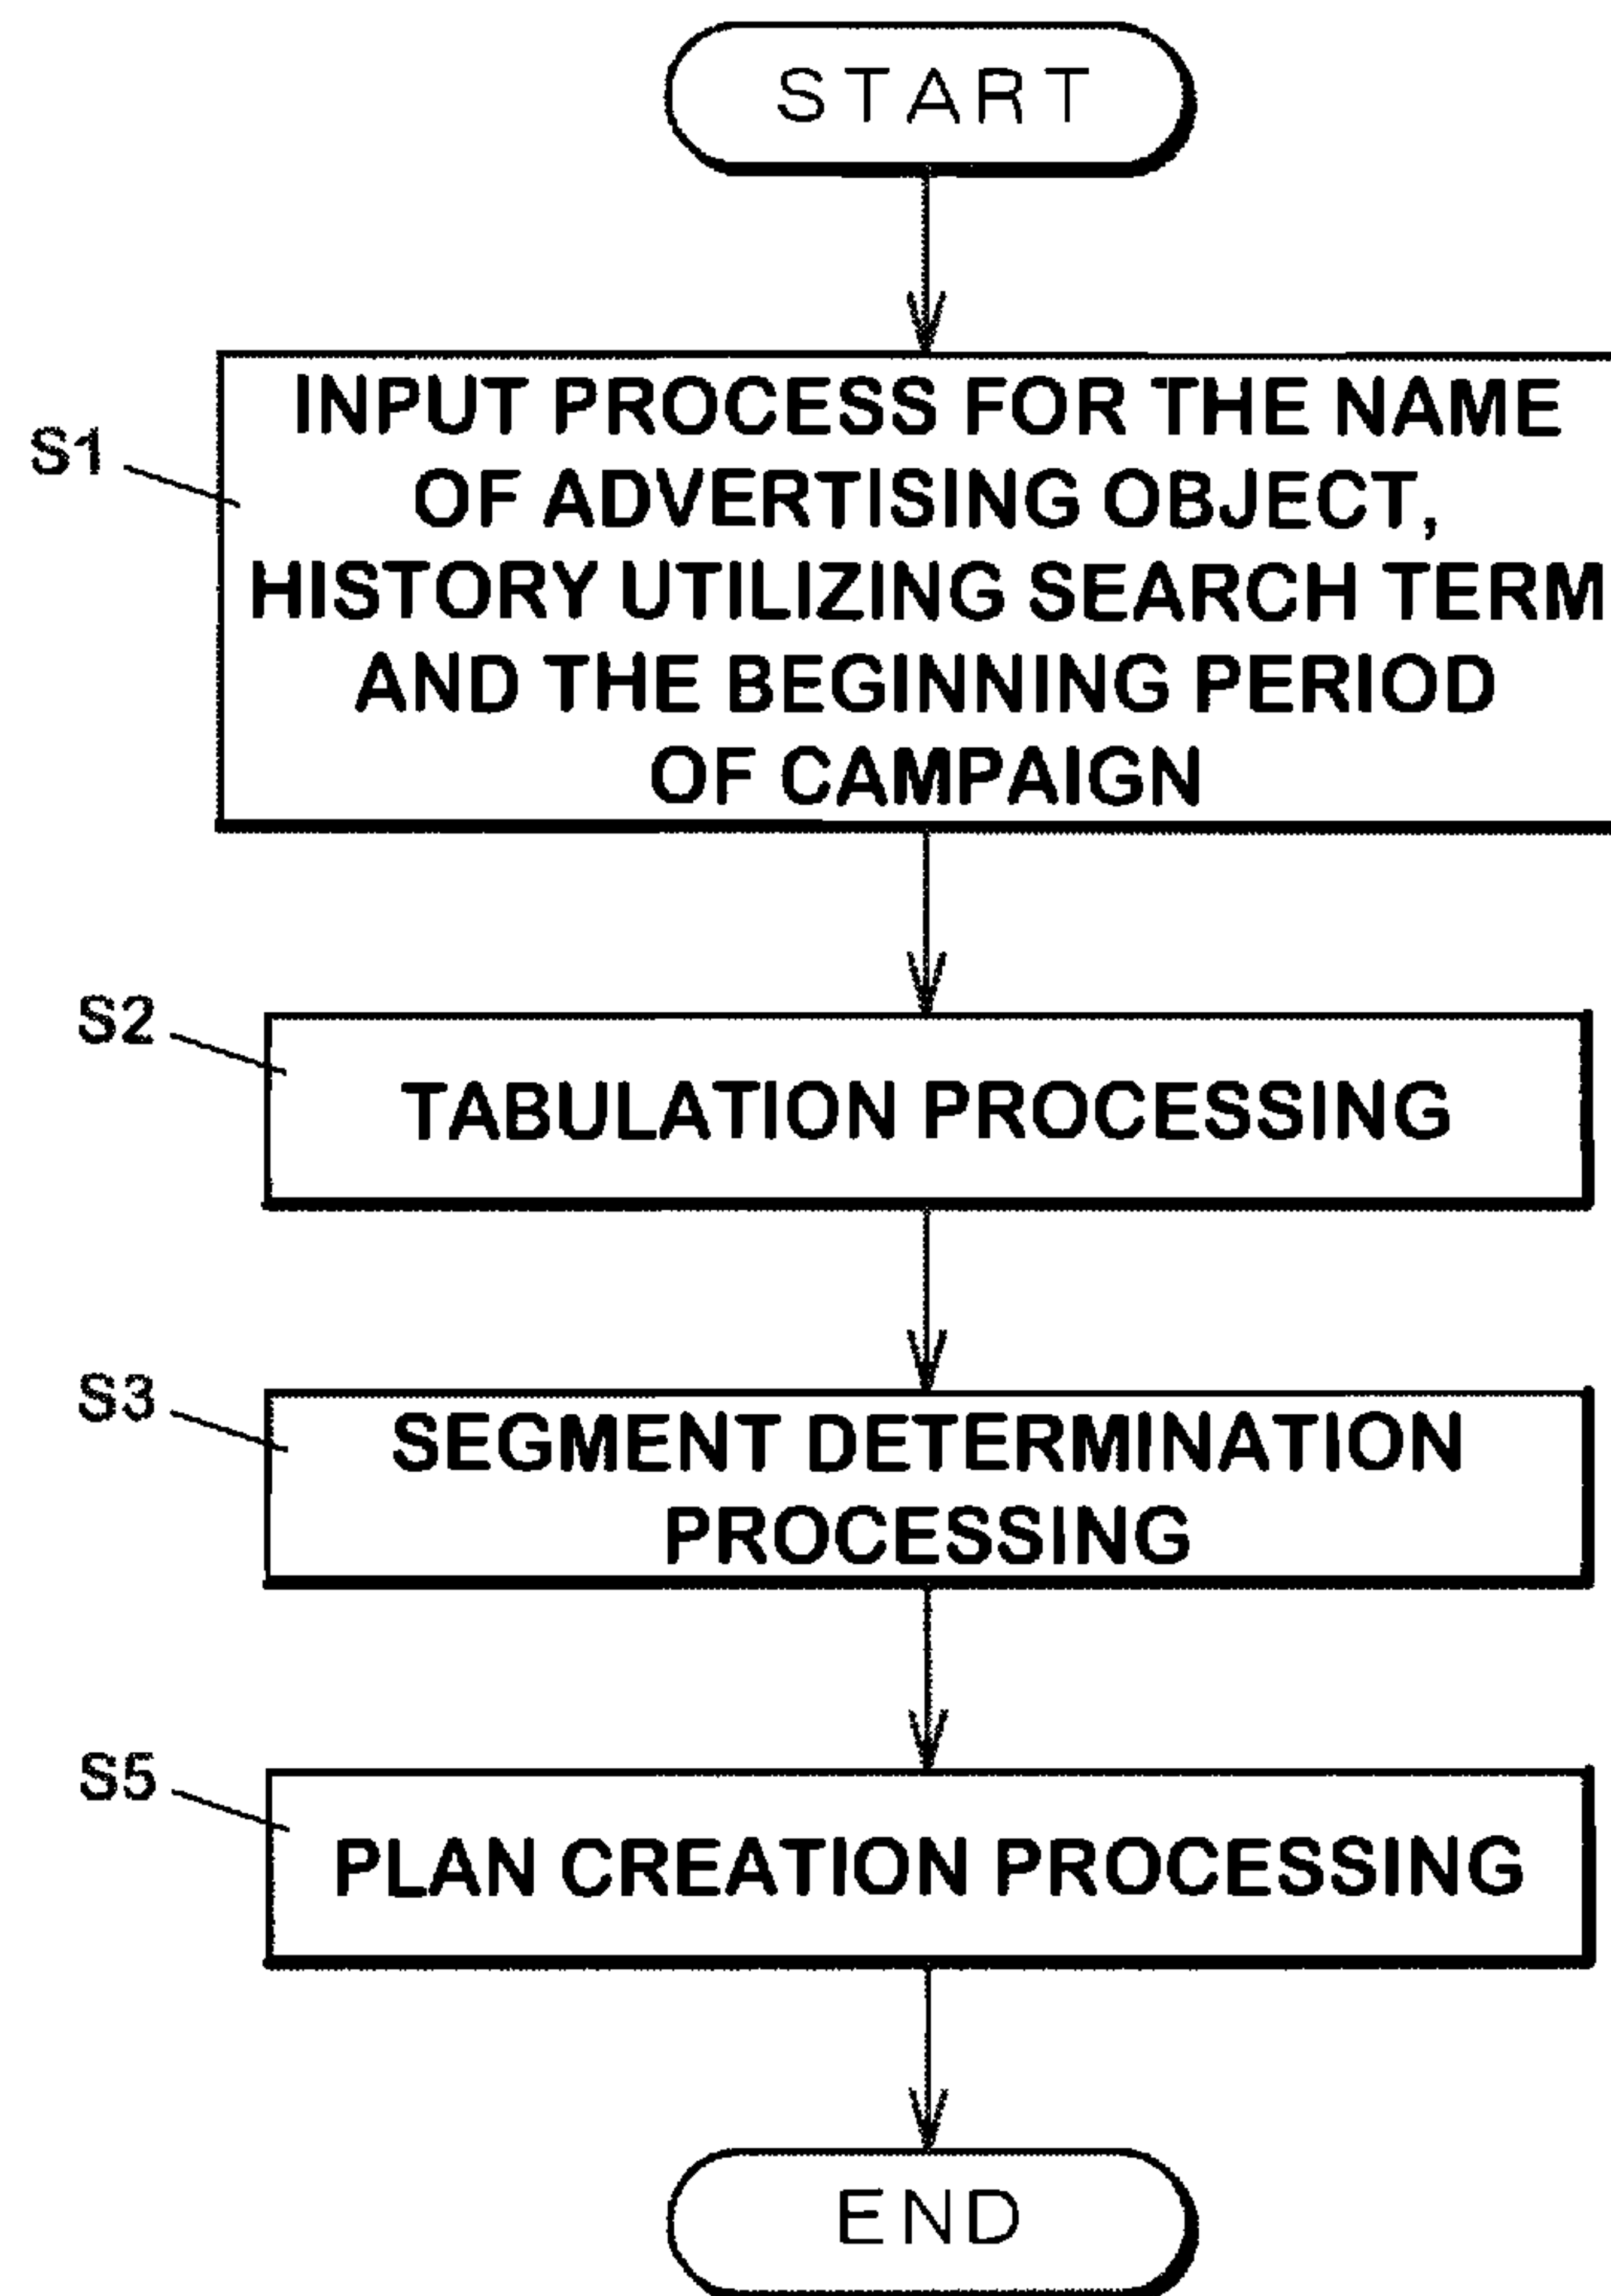 START
S1
INPUT PROCESS FOR THE NAME
OF ADVERTISING OBJECT,
HISTORY UTILIZING SEARCH TERM
AND THE BEGINNING PERIOD
OF CAMPAIGN
S2
TABULATION PROCESSING
S3
SEGMENT DETERMINATION
PROCESSING
S5
PLAN CREATION PROCESSING
END